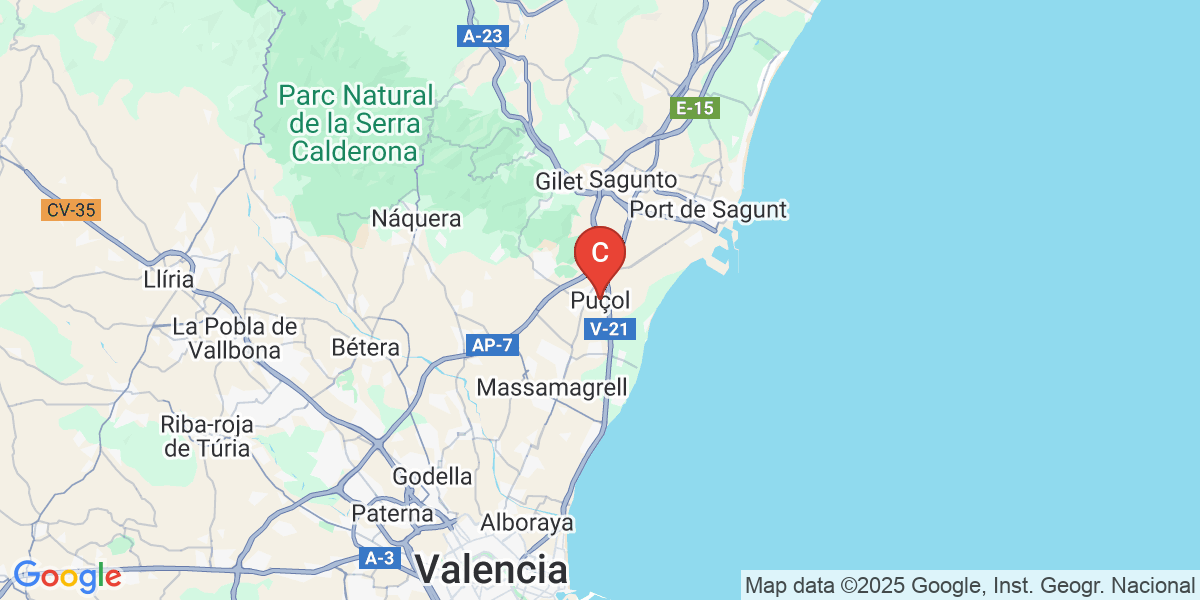 A-23
Parc Natural
de la Serra
Calderona
E-15
Gilet
Sagunto
CV-35
Náquera
Port de Sagunt
C
Llíria
Puçol
La Pobla de
Vallbona
V-21
Bétera
AP-7
Massamagrell
Riba-roja
de Túria
Godella
Paterna
Alboraya
A-3
Valencia
Google
Map data ©2025 Google, Inst. Geogr. Nacional